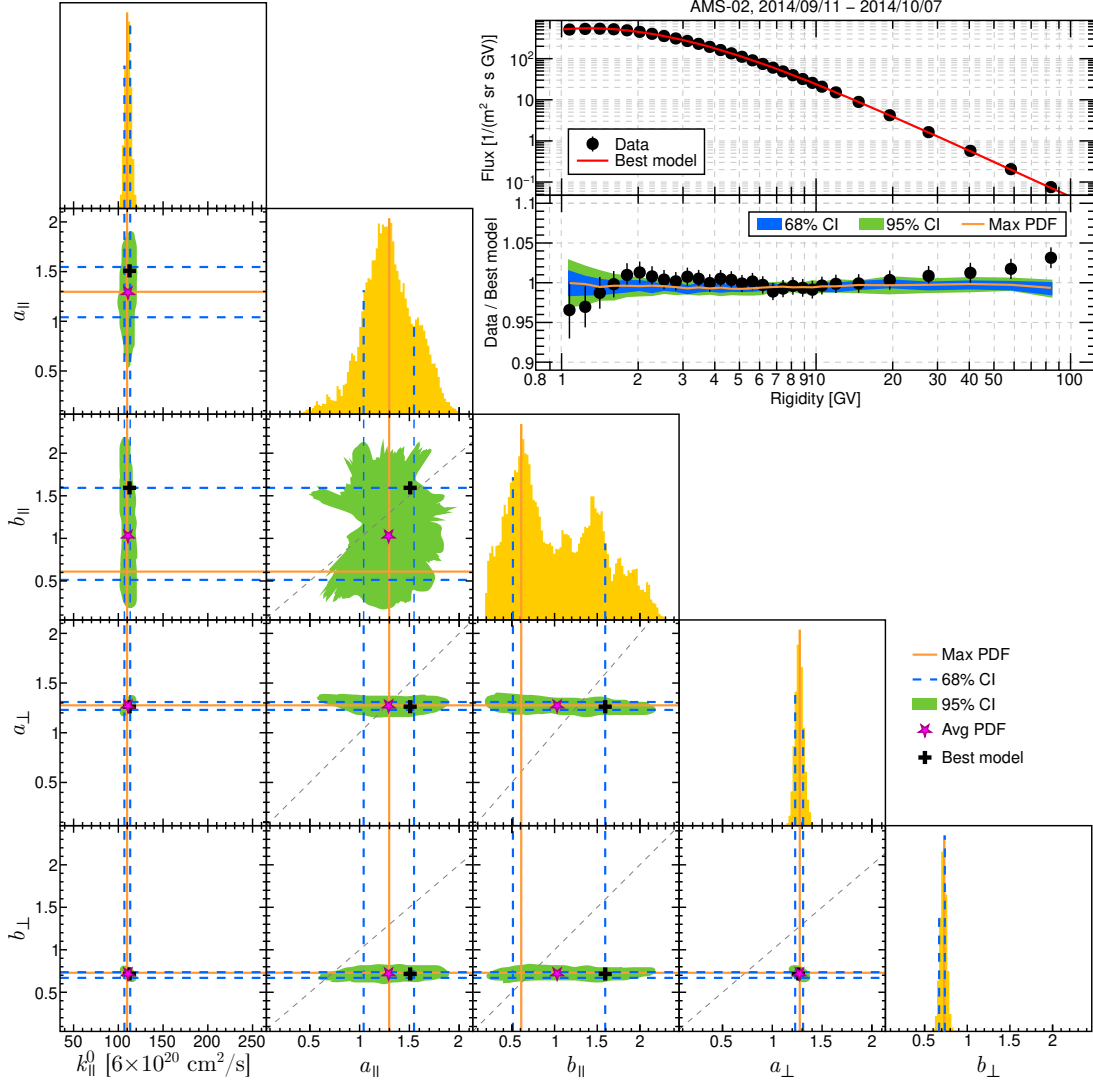 AMS-02, 2014/09/11 − 2014/10/07
Flux [1/(m² sr s GV)]
10²
10
1
10⁻¹
Data
Best model
Data / Best model
1.1
1.05
1
0.95
0.9
68% CI 95% CI Max PDF
0.8 1 2 3 4 5 6 7 8 910 20 30 40 50 100
Rigidity [GV]
a∥
2
1.5
1
0.5
b∥
2
1.5
1
0.5
a⊥
2
1.5
1
0.5
Max PDF
68% CI
95% CI
Avg PDF
Best model
b⊥
2
1.5
1
0.5
50 100 150 200 250 0.5 1 1.5 2 0.5 1 1.5 2 0.5 1 1.5 2 0.5 1 1.5 2
k⁰∥ [6×10²⁰ cm²/s] a∥ b∥ a⊥ b⊥